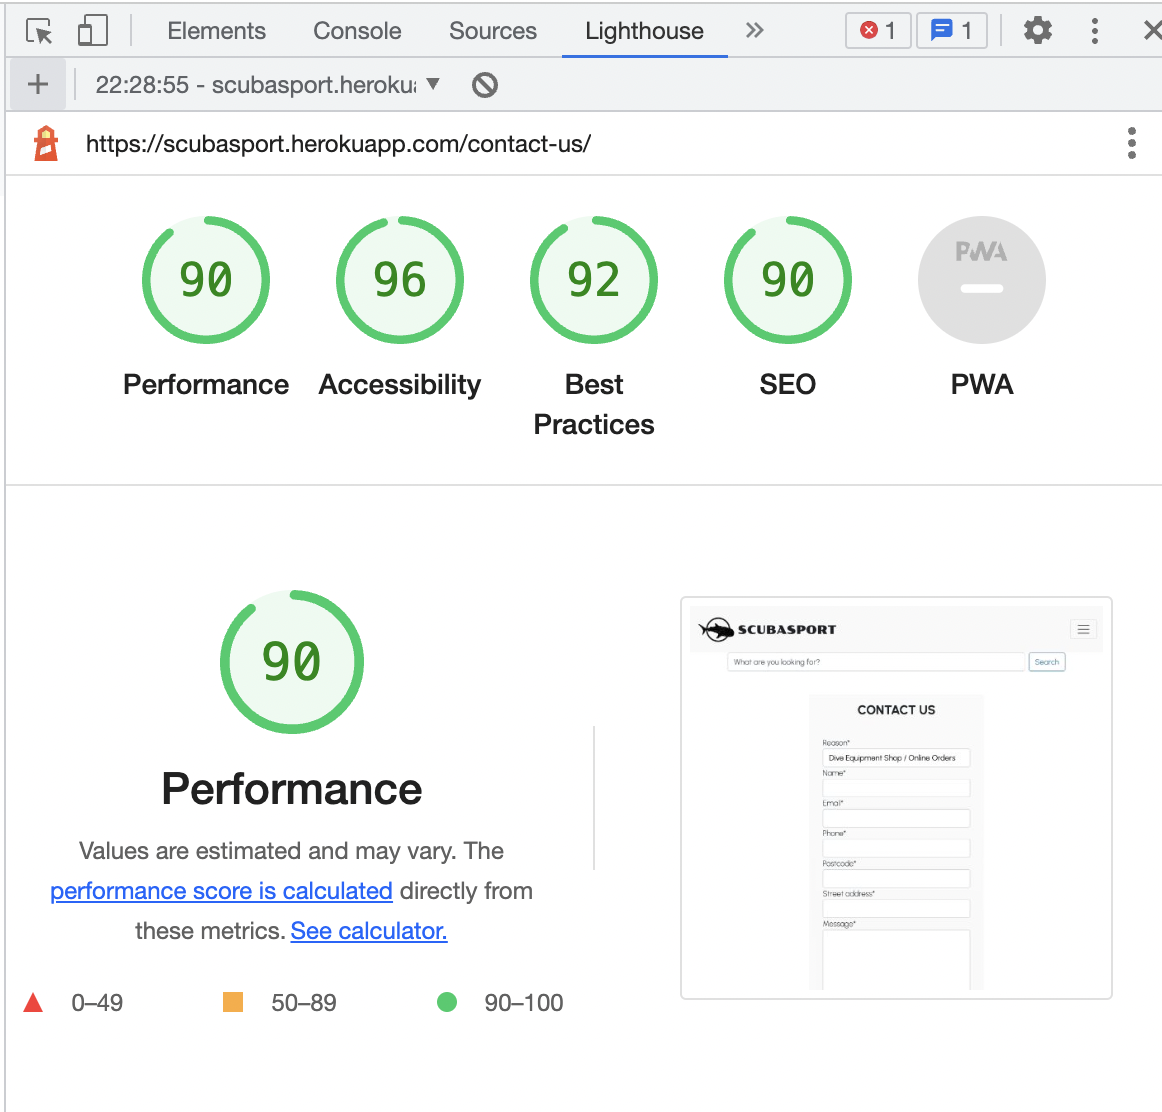 Elements Console Sources Lighthouse 1 1
22:28:55 - scubasport.heroku
https://scubasport.herokuapp.com/contact-us/
90 96 92 90 PWA
Performance Accessibility Best Practices SEO PWA
90
Performance
Values are estimated and may vary. The
performance score is calculated directly from
these metrics. See calculator.
0–49 50–89 90–100
SCUBASPORT
What are you looking for? Search
CONTACT US
Reason*
Dive Equipment Shop / Online Orders
Name*
Email*
Phone*
Postcode*
Street address*
Message*